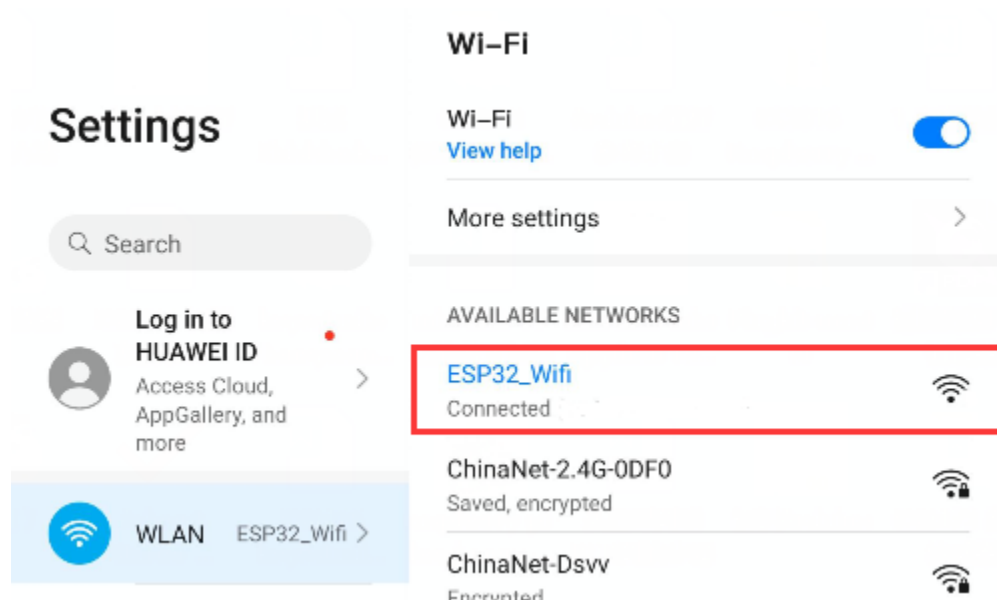 Settings
Search
Log in to
HUAWEI ID
Access Cloud,
AppGallery, and
more
WLAN ESP32_Wifi
Wi–Fi
Wi–Fi
View help
More settings
AVAILABLE NETWORKS
ESP32_Wifi
Connected
ChinaNet-2.4G-0DF0
Saved, encrypted
ChinaNet-Dsvv
Encrypted